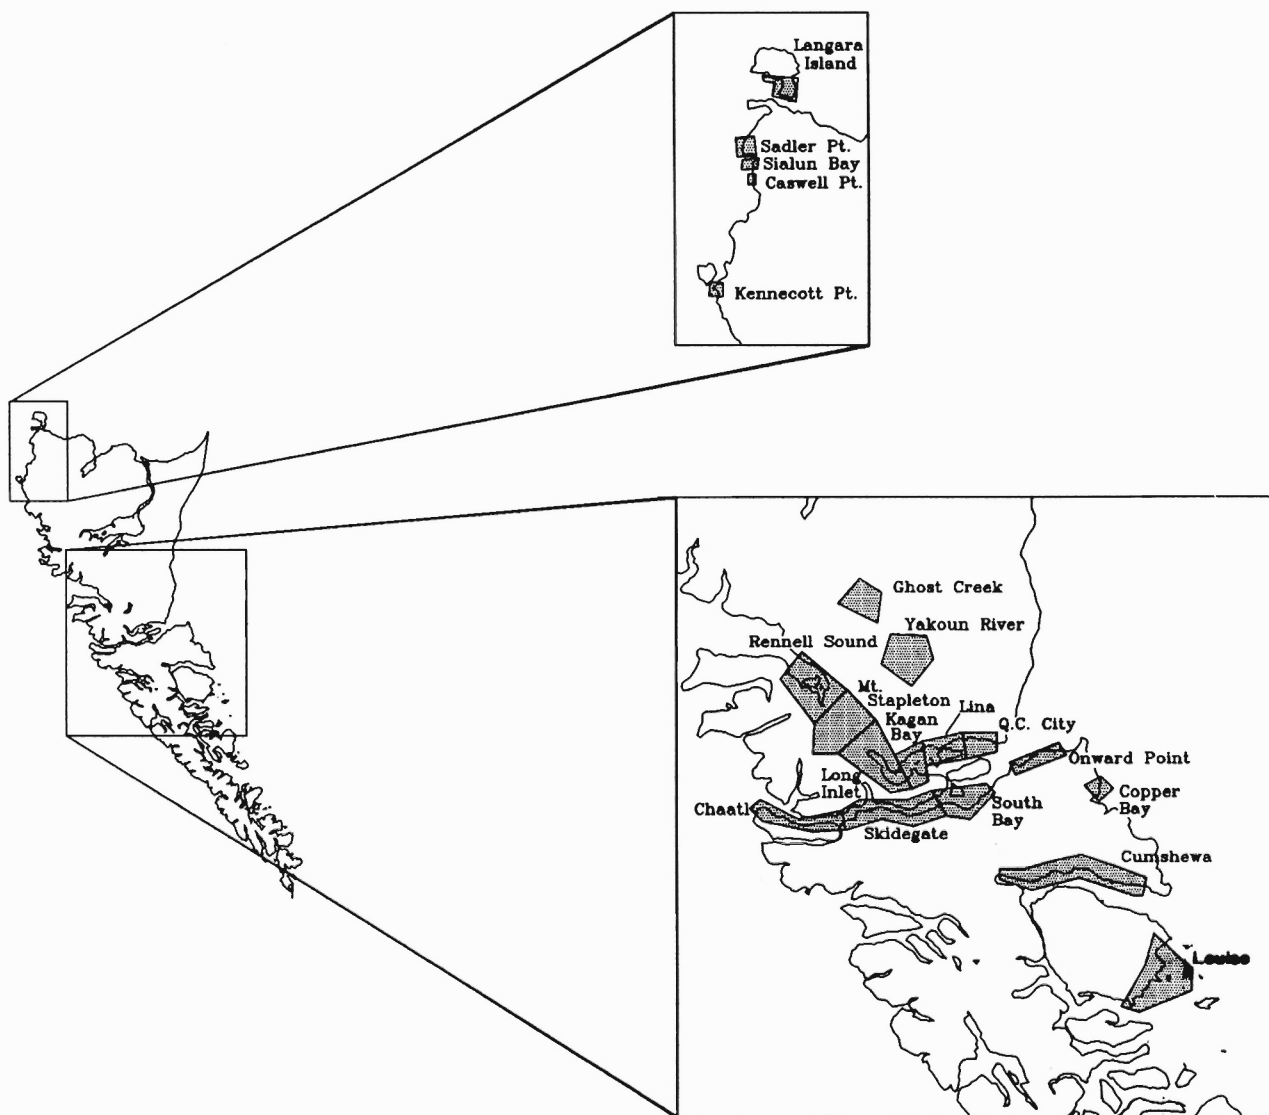 Langara
Island
Sadler Pt.
Sialun Bay
Caswell Pt.
Kennecott Pt.
Ghost Creek
Yakoun River
Rennell Sound
Mt.
Stapleton
Kagan
Bay
Lina
Q.C. City
Onward Point
Long
Inlet
Copper
Bay
Chaatl
South
Bay
Skidegate
Cumshewa
Louise